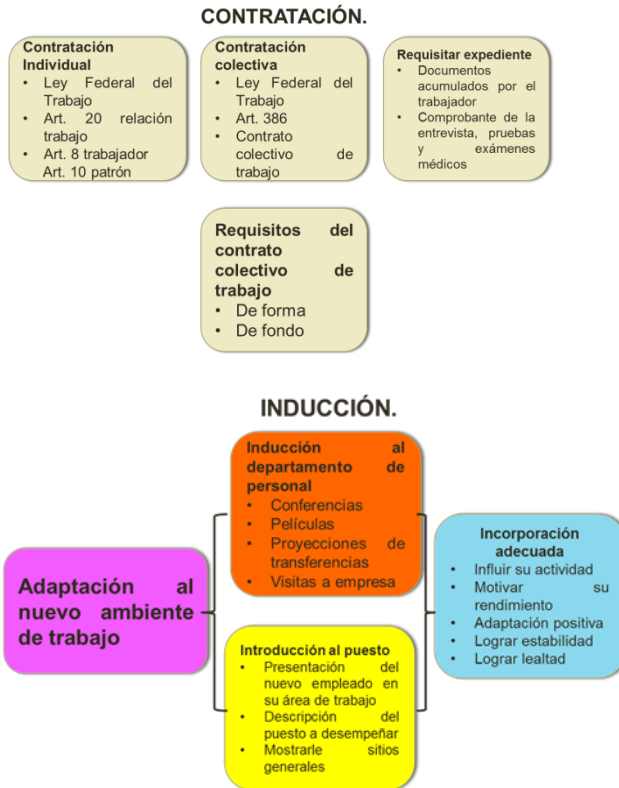 CONTRATACIÓN.
Contratación
Individual
• Ley Federal del
Trabajo
• Art. 20 relación
trabajo
• Art. 8 trabajador
Art. 10 patrón
Contratación
colectiva
• Ley Federal del
Trabajo
• Art. 386
• Contrato
colectivo de
trabajo
Requisitar expediente
• Documentos
acumulados por el
trabajador
• Comprobante de la
entrevista, pruebas
y exámenes
médicos
Requisitos del
contrato
colectivo de
trabajo
• De forma
• De fondo
INDUCCIÓN.
Adaptación al
nuevo ambiente
de trabajo
Inducción al
departamento de
personal
• Conferencias
• Películas
• Proyecciones de
transferencias
• Visitas a empresa
Introducción al puesto
• Presentación del
nuevo empleado en
su área de trabajo
• Descripción del
puesto a desempeñar
• Mostrarle sitios
generales
Incorporación
adecuada
• Influir su actividad
• Motivar su
rendimiento
• Adaptación positiva
• Lograr estabilidad
• Lograr lealtad